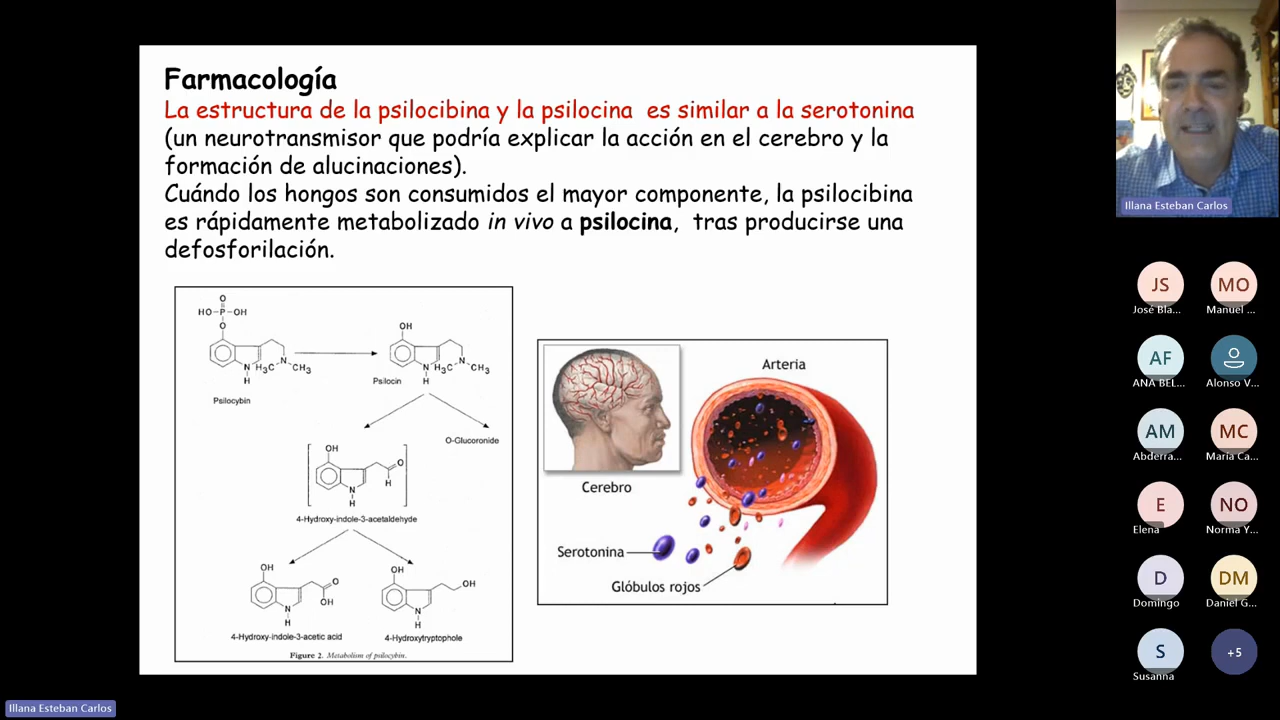 Farmacología
La estructura de la psilocibina y la psilocina es similar a la serotonina
(un neurotransmisor que podría explicar la acción en el cerebro y la
formación de alucinaciones).
Cuándo los hongos son consumidos el mayor componente, la psilocibina
es rápidamente metabolizado in vivo a psilocina, tras producirse una
defosforilación.
O
HO P OH
O
N
H
H₃C N CH₃
Psilocybin
OH
N
H
H₃C N CH₃
Psilocin
O-Glucoronide
OH
O
H
N
H
4-Hydroxy-indole-3-acetaldehyde
OH
O
OH
N
H
4-Hydroxy-indole-3-acetic acid
OH
OH
N
H
4-Hydroxytryptophole
Figure 2. Metabolism of psilocybin.
Arteria
Cerebro
Serotonina
Glóbulos rojos
Illana Esteban Carlos
JS
José Bla...
MO
Manuel ...
AF
ANA BEL...
Alonso V...
AM
Abderra...
MC
María Ca...
E
Elena
NO
Norma Y...
D
Domingo
DM
Daniel G...
S
Susanna
+5
Illana Esteban Carlos